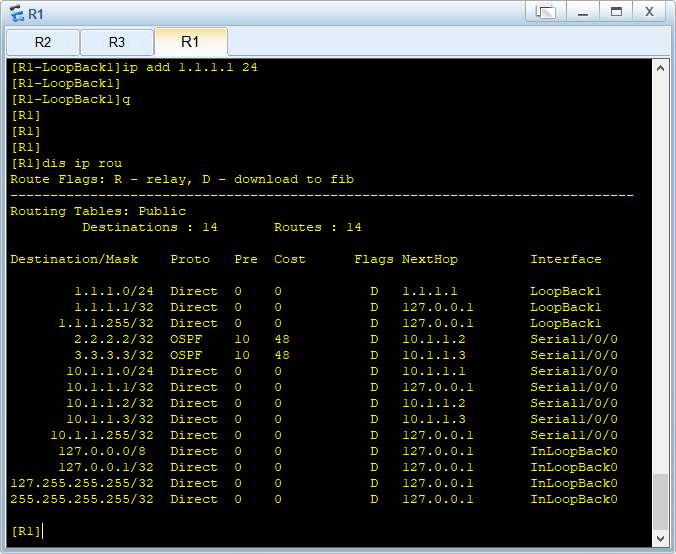 R1
R2 R3 R1
[R1-LoopBack1]ip add 1.1.1.1 24
[R1-LoopBack1]
[R1-LoopBack1]q
[R1]
[R1]
[R1]
[R1]dis ip rou
Route Flags: R - relay, D - download to fib
------------------------------------------------------------------------------
Routing Tables: Public
         Destinations : 14       Routes : 14

Destination/Mask    Proto   Pre  Cost      Flags NextHop         Interface

        1.1.1.0/24  Direct  0    0           D   1.1.1.1         LoopBack1
        1.1.1.1/32  Direct  0    0           D   127.0.0.1       LoopBack1
      1.1.1.255/32  Direct  0    0           D   127.0.0.1       LoopBack1
        2.2.2.2/32  OSPF    10   48          D   10.1.1.2        Serial1/0/0
        3.3.3.3/32  OSPF    10   48          D   10.1.1.3        Serial1/0/0
       10.1.1.0/24  Direct  0    0           D   10.1.1.1        Serial1/0/0
       10.1.1.1/32  Direct  0    0           D   127.0.0.1       Serial1/0/0
       10.1.1.2/32  Direct  0    0           D   10.1.1.2        Serial1/0/0
       10.1.1.3/32  Direct  0    0           D   10.1.1.3        Serial1/0/0
     10.1.1.255/32  Direct  0    0           D   127.0.0.1       Serial1/0/0
      127.0.0.0/8   Direct  0    0           D   127.0.0.1       InLoopBack0
      127.0.0.1/32  Direct  0    0           D   127.0.0.1       InLoopBack0
127.255.255.255/32  Direct  0    0           D   127.0.0.1       InLoopBack0
255.255.255.255/32  Direct  0    0           D   127.0.0.1       InLoopBack0

[R1]